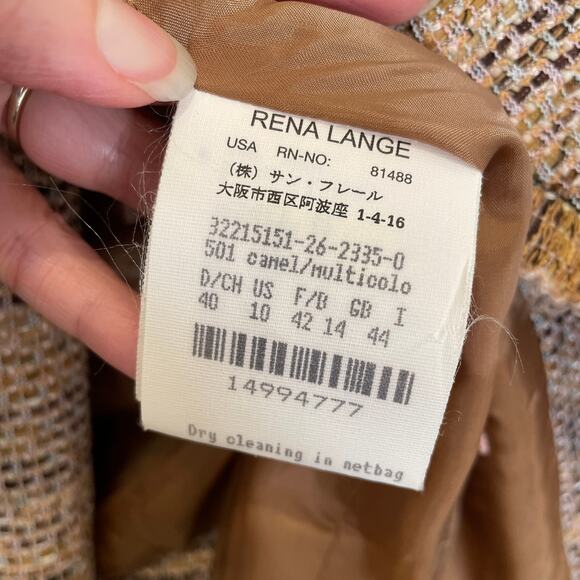 RENA LANGE
USA RN-NO: 81488
（株）サン・フレール
大阪市西区阿波座 1-4-16
32215151-26-2335-0
501 camel/multicolo
D/CH US F/B GB I
40 10 42 14 44
14994777
Dry cleaning in netbag